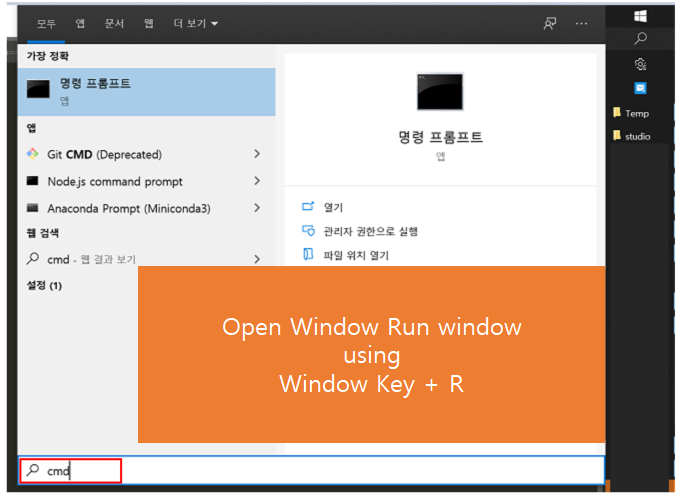 모두 앱 문서 웹 더 보기
가장 정확
명령 프롬프트
앱
앱
Git CMD (Deprecated)
Node.js command prompt
Anaconda Prompt (Miniconda3)
웹 검색
cmd - 웹 결과 보기
설정 (1)
명령 프롬프트
앱
열기
관리자 권한으로 실행
파일 위치 열기
Open Window Run window
using
Window Key + R
cmd
Temp
studio